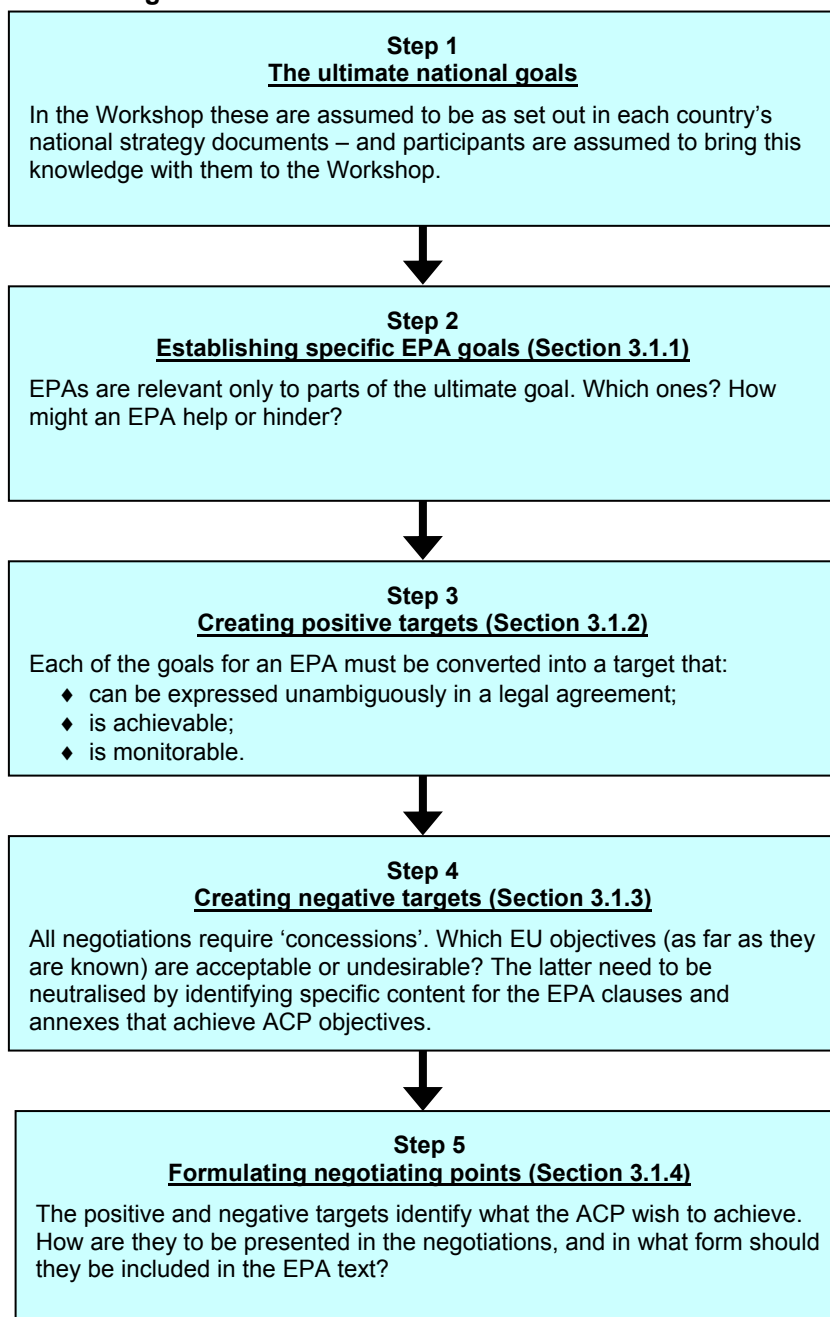 Step 1
The ultimate national goals
In the Workshop these are assumed to be as set out in each country's
national strategy documents – and participants are assumed to bring this
knowledge with them to the Workshop.
Step 2
Establishing specific EPA goals (Section 3.1.1)
EPAs are relevant only to parts of the ultimate goal. Which ones? How
might an EPA help or hinder?
Step 3
Creating positive targets (Section 3.1.2)
Each of the goals for an EPA must be converted into a target that:
♦ can be expressed unambiguously in a legal agreement;
♦ is achievable;
♦ is monitorable.
Step 4
Creating negative targets (Section 3.1.3)
All negotiations require 'concessions'. Which EU objectives (as far as they
are known) are acceptable or undesirable? The latter need to be
neutralised by identifying specific content for the EPA clauses and
annexes that achieve ACP objectives.
Step 5
Formulating negotiating points (Section 3.1.4)
The positive and negative targets identify what the ACP wish to achieve.
How are they to be presented in the negotiations, and in what form should
they be included in the EPA text?